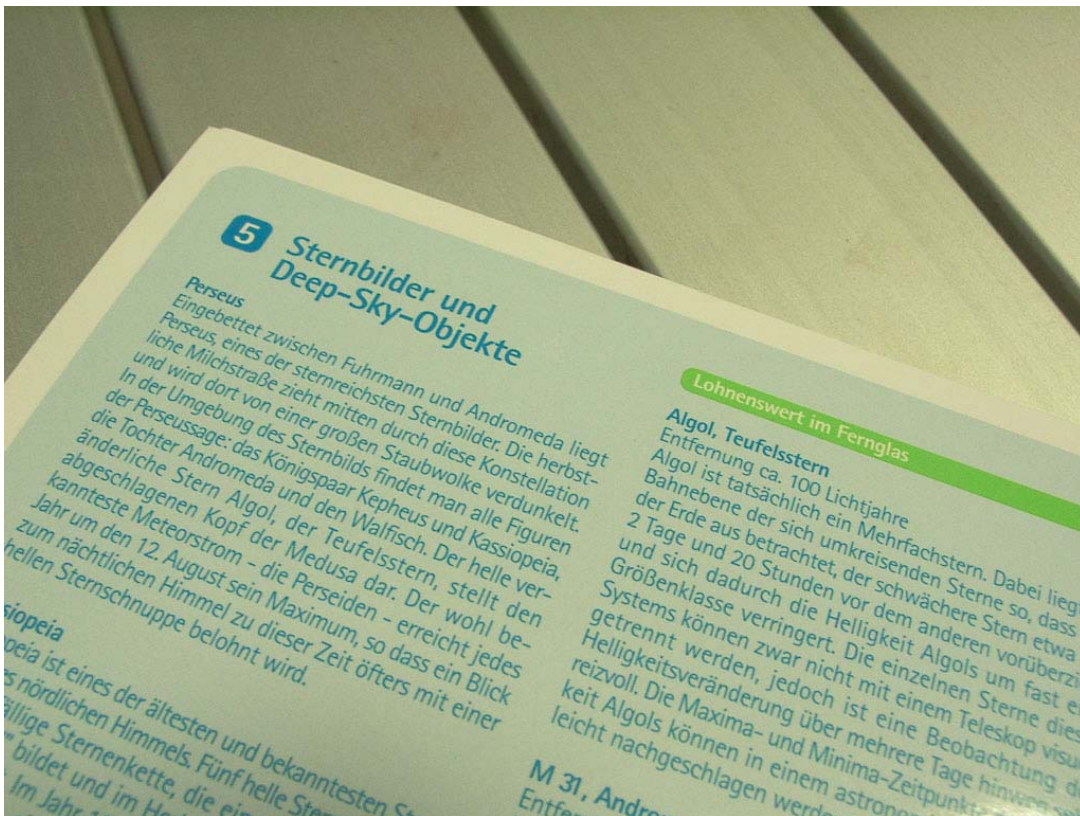 5 Sternbilder und
Deep-Sky-Objekte
Perseus
Eingebettet zwischen Fuhrmann und Andromeda liegt
Perseus, eines der sternreichsten Sternbilder. Die herbst-
liche Milchstraße zieht mitten durch diese Konstellation
und wird dort von einer großen Staubwolke verdunkelt.
In der Umgebung des Sternbilds findet man alle Figuren
der Perseussage: das Königspaar Kepheus und Kassiopeia,
die Tochter Andromeda und den Walfisch. Der helle ver-
änderliche Stern Algol, der Teufelsstern, stellt den
abgeschlagenen Kopf der Medusa dar. Der wohl be-
kannteste Meteorstrom – die Perseiden – erreicht jedes
Jahr um den 12. August sein Maximum, so dass ein Blick
zum nächtlichen Himmel zu dieser Zeit öfters mit einer
hellen Sternschnuppe belohnt wird.
ist eines der ältesten und bekanntesten
nördlichen Himmels. Fünf helle
Sternenkette, die
bildet und im
Im Jahr
Lohnenswert im Fernglas
Algol, Teufelsstern
Entfernung ca. 100 Lichtjahre
Algol ist tatsächlich ein Mehrfachstern. Dabei liegt
Bahnebene der sich umkreisenden Sterne so, dass
der Erde aus betrachtet, der schwächere Stern etwa
2 Tage und 20 Stunden vor dem anderen
und sich dadurch die Helligkeit Algols um fast
Größenklasse verringert. Die einzelnen Sterne
Systems können zwar nicht mit einem Teleskop
getrennt werden, jedoch ist eine Beobachtung
Helligkeitsveränderung über mehrere Tage
reizvoll. Die Maxima- und Minima-Zeitpunkte
keit Algols können in einem
leicht nachgeschlagen
M 31,